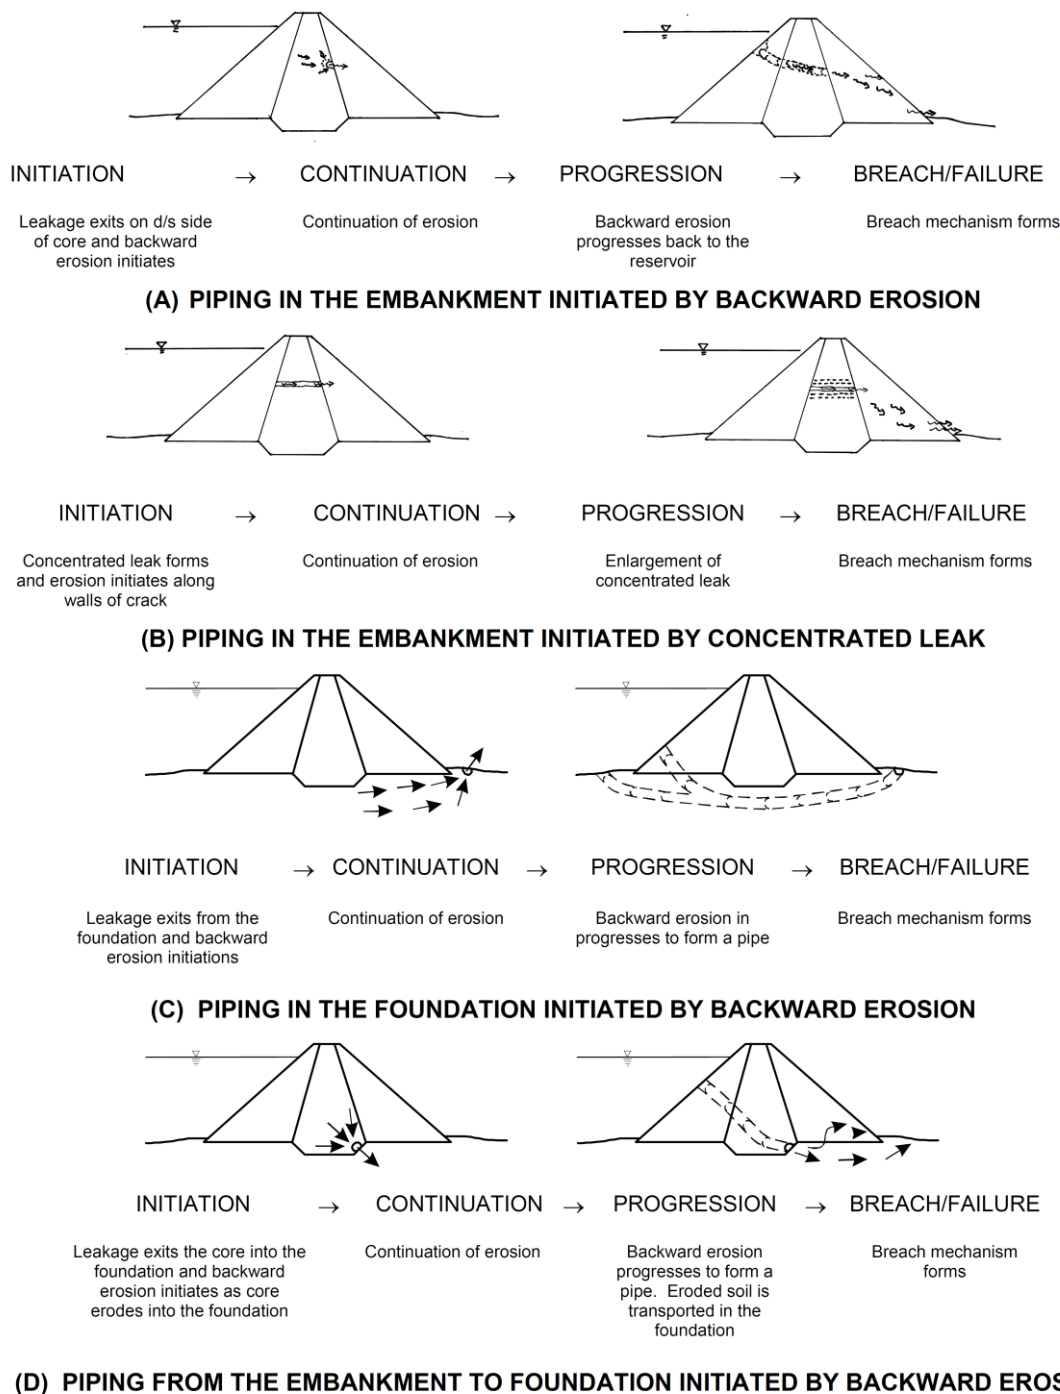 INITIATION → CONTINUATION → PROGRESSION → BREACH/FAILURE
Leakage exits on d/s side
of core and backward
erosion initiates
Continuation of erosion
Backward erosion
progresses back to the
reservoir
Breach mechanism forms
(A) PIPING IN THE EMBANKMENT INITIATED BY BACKWARD EROSION
INITIATION → CONTINUATION → PROGRESSION → BREACH/FAILURE
Concentrated leak forms
and erosion initiates along
walls of crack
Continuation of erosion
Enlargement of
concentrated leak
Breach mechanism forms
(B) PIPING IN THE EMBANKMENT INITIATED BY CONCENTRATED LEAK
INITIATION → CONTINUATION → PROGRESSION → BREACH/FAILURE
Leakage exits from the
foundation and backward
erosion initiations
Continuation of erosion
Backward erosion in
progresses to form a pipe
Breach mechanism forms
(C) PIPING IN THE FOUNDATION INITIATED BY BACKWARD EROSION
INITIATION → CONTINUATION → PROGRESSION → BREACH/FAILURE
Leakage exits the core into the
foundation and backward
erosion initiates as core
erodes into the foundation
Continuation of erosion
Backward erosion
progresses to form a
pipe. Eroded soil is
transported in the
foundation
Breach mechanism
forms
(D) PIPING FROM THE EMBANKMENT TO FOUNDATION INITIATED BY BACKWARD EROS